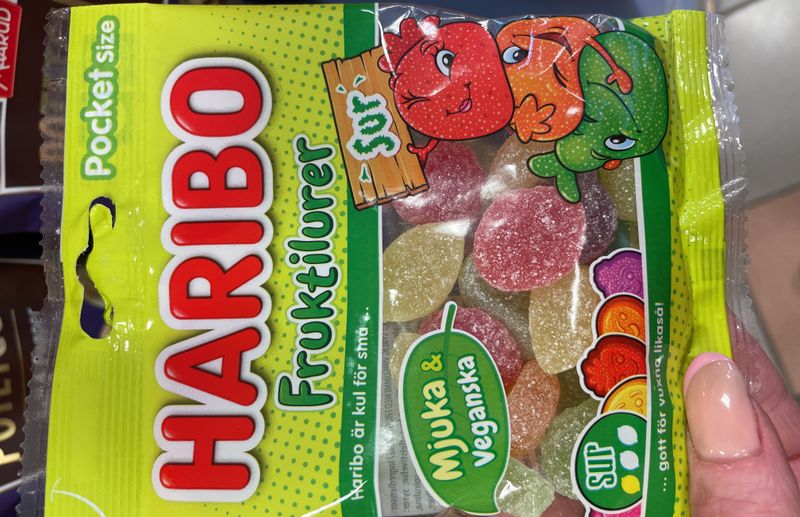 Pocket size
HARIBO
Fruktilurer
Sur
Haribo är kul för små ...
Mjuka &
Veganska
sur
... gott för vuxna likaså!